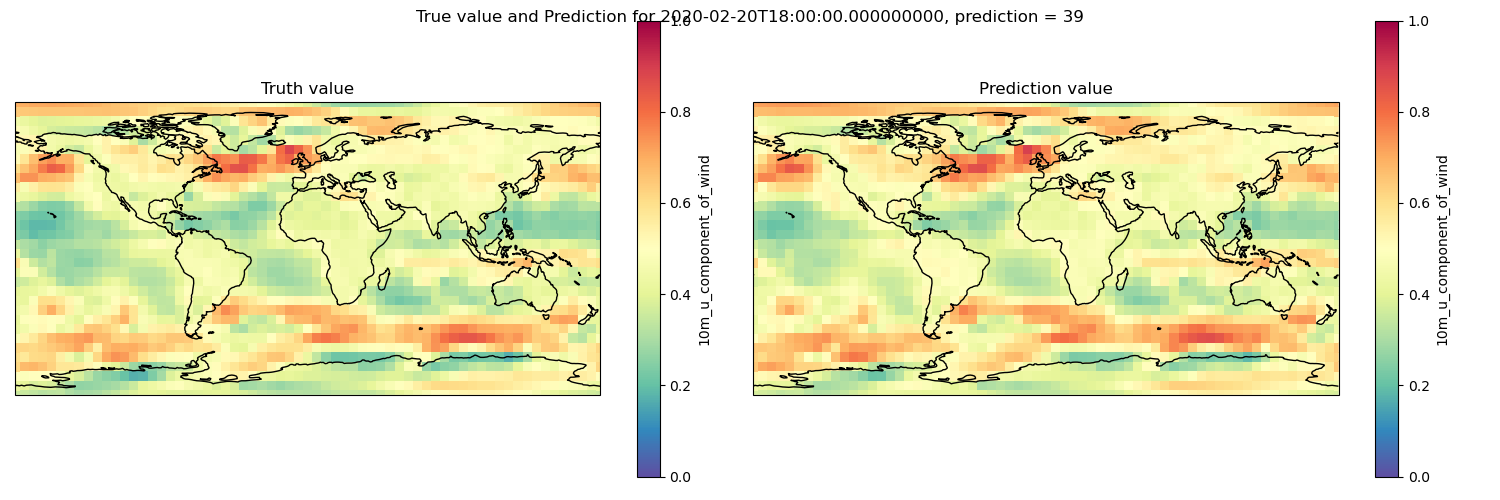 True value and Prediction for 2020-02-20T18:00:00.000000000, prediction = 39
Truth value
1.0
0.8
0.6
0.4
0.2
0.0
10m_u_component_of_wind
Prediction value
1.0
0.8
0.6
0.4
0.2
0.0
10m_u_component_of_wind